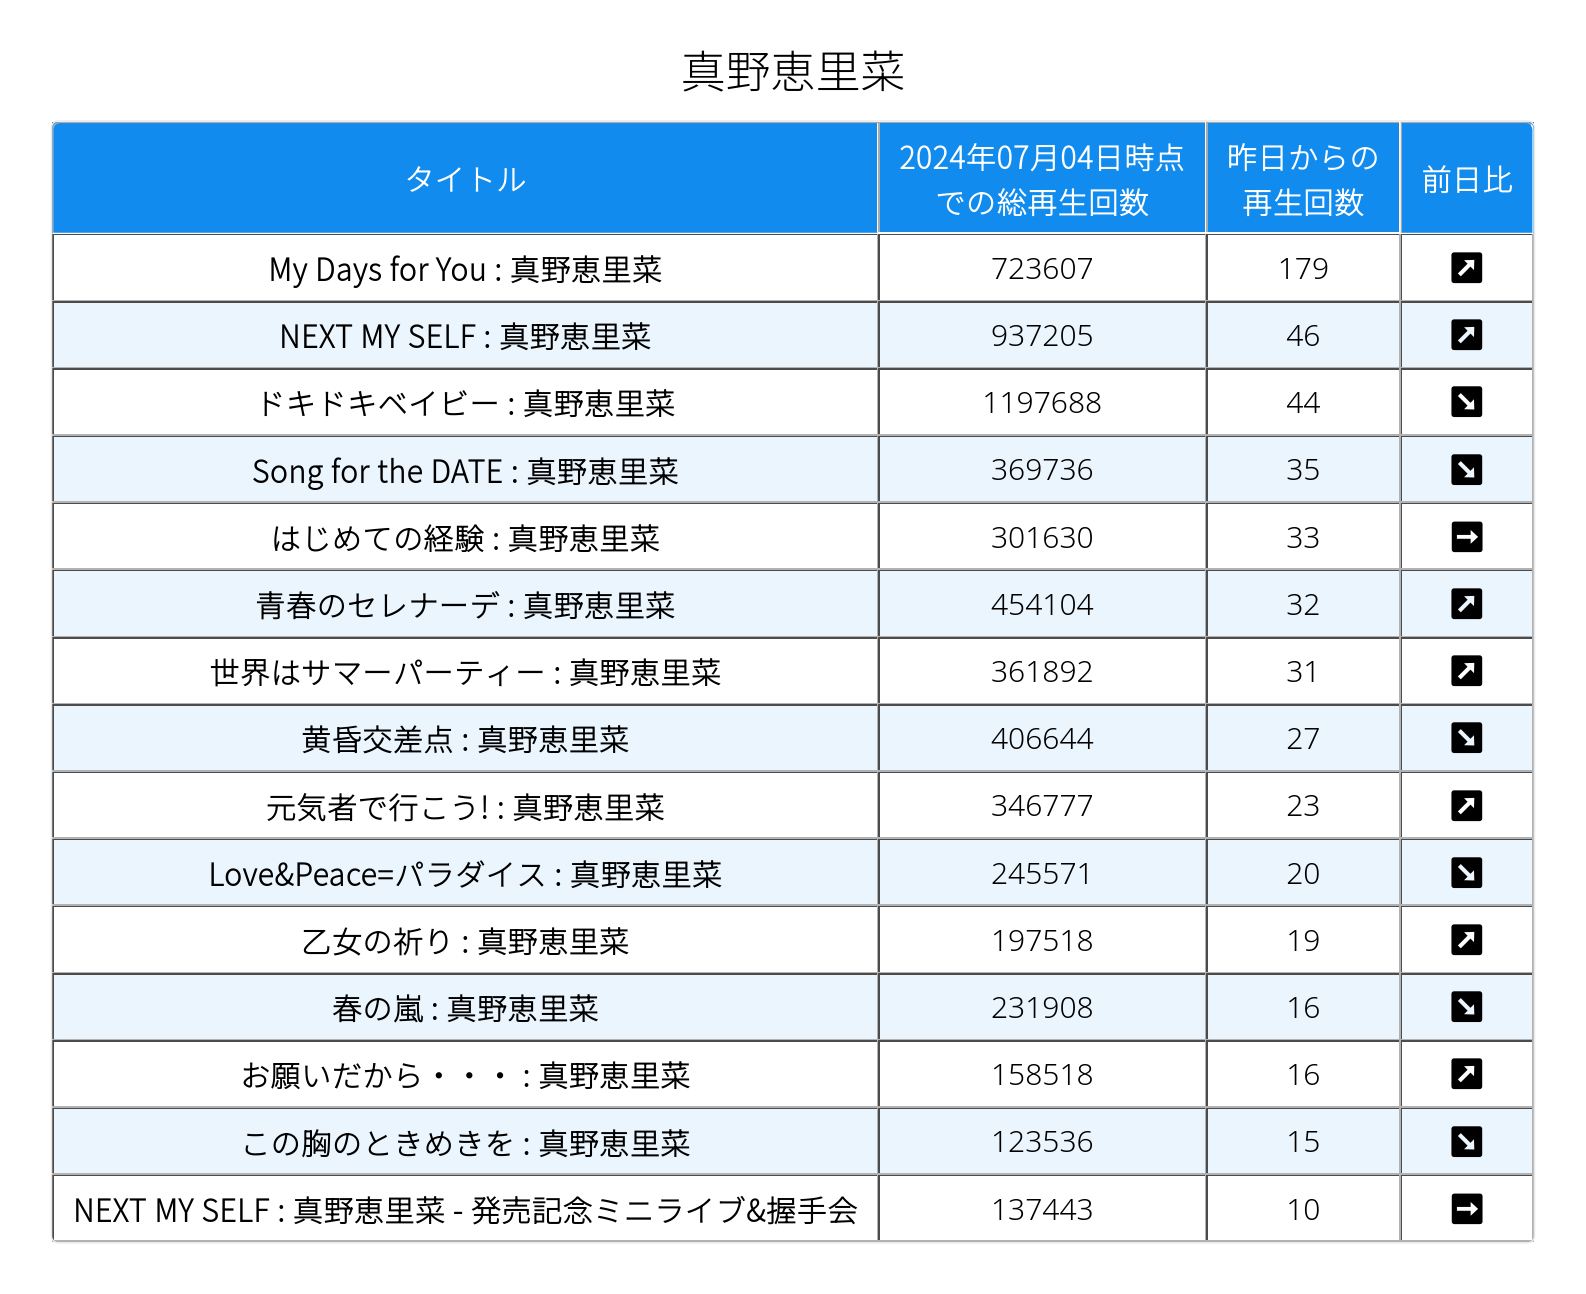 真野恵里菜
タイトル 2024年07月04日時点での総再生回数 昨日からの再生回数 前日比
My Days for You : 真野恵里菜 723607 179 ↗
NEXT MY SELF : 真野恵里菜 937205 46 ↗
ドキドキベイビー : 真野恵里菜 1197688 44 ↘
Song for the DATE : 真野恵里菜 369736 35 ↘
はじめての経験 : 真野恵里菜 301630 33 →
青春のセレナーデ : 真野恵里菜 454104 32 ↗
世界はサマーパーティー : 真野恵里菜 361892 31 ↗
黄昏交差点 : 真野恵里菜 406644 27 ↘
元気者で行こう! : 真野恵里菜 346777 23 ↗
Love&Peace=パラダイス : 真野恵里菜 245571 20 ↘
乙女の祈り : 真野恵里菜 197518 19 ↗
春の嵐 : 真野恵里菜 231908 16 ↘
お願いだから・・・ : 真野恵里菜 158518 16 ↗
この胸のときめきを : 真野恵里菜 123536 15 ↘
NEXT MY SELF : 真野恵里菜 - 発売記念ミニライブ&握手会 137443 10 →